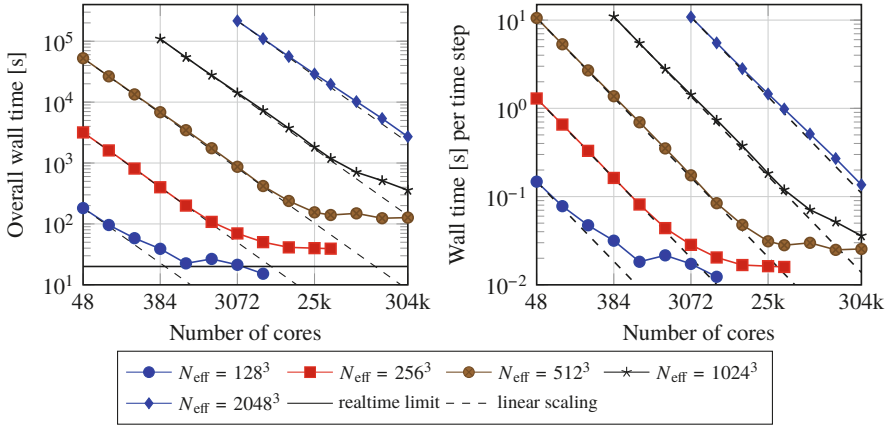 Overall wall time [s]
10^5
10^4
10^3
10^2
10^1
48 384 3072 25k 304k
Number of cores
Wall time [s] per time step
10^1
10^0
10^−1
10^−2
48 384 3072 25k 304k
Number of cores
N_eff = 128^3 N_eff = 256^3 N_eff = 512^3 N_eff = 1024^3
N_eff = 2048^3 realtime limit linear scaling